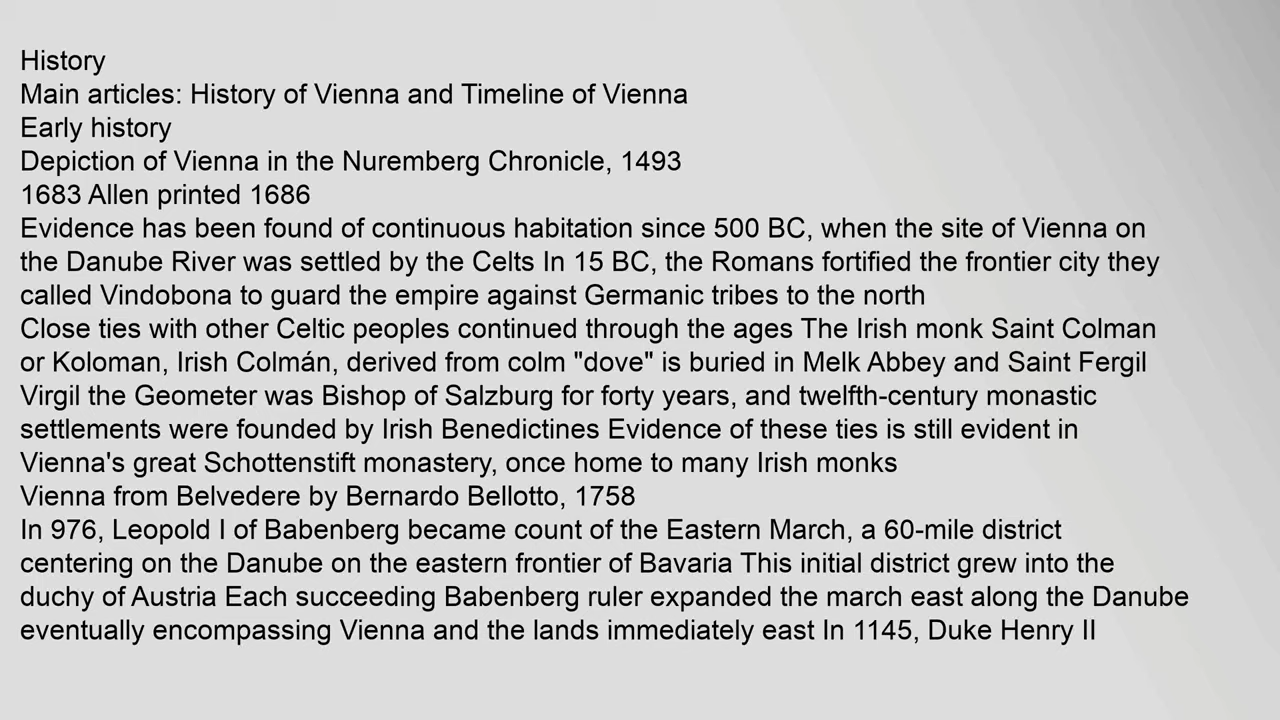 History
Main articles: History of Vienna and Timeline of Vienna
Early history
Depiction of Vienna in the Nuremberg Chronicle, 1493
1683 Allen printed 1686
Evidence has been found of continuous habitation since 500 BC, when the site of Vienna on
the Danube River was settled by the Celts In 15 BC, the Romans fortified the frontier city they
called Vindobona to guard the empire against Germanic tribes to the north
Close ties with other Celtic peoples continued through the ages The Irish monk Saint Colman
or Koloman, Irish Colmán, derived from colm "dove" is buried in Melk Abbey and Saint Fergil
Virgil the Geometer was Bishop of Salzburg for forty years, and twelfth-century monastic
settlements were founded by Irish Benedictines Evidence of these ties is still evident in
Vienna's great Schottenstift monastery, once home to many Irish monks
Vienna from Belvedere by Bernardo Bellotto, 1758
In 976, Leopold I of Babenberg became count of the Eastern March, a 60-mile district
centering on the Danube on the eastern frontier of Bavaria This initial district grew into the
duchy of Austria Each succeeding Babenberg ruler expanded the march east along the Danube
eventually encompassing Vienna and the lands immediately east In 1145, Duke Henry II